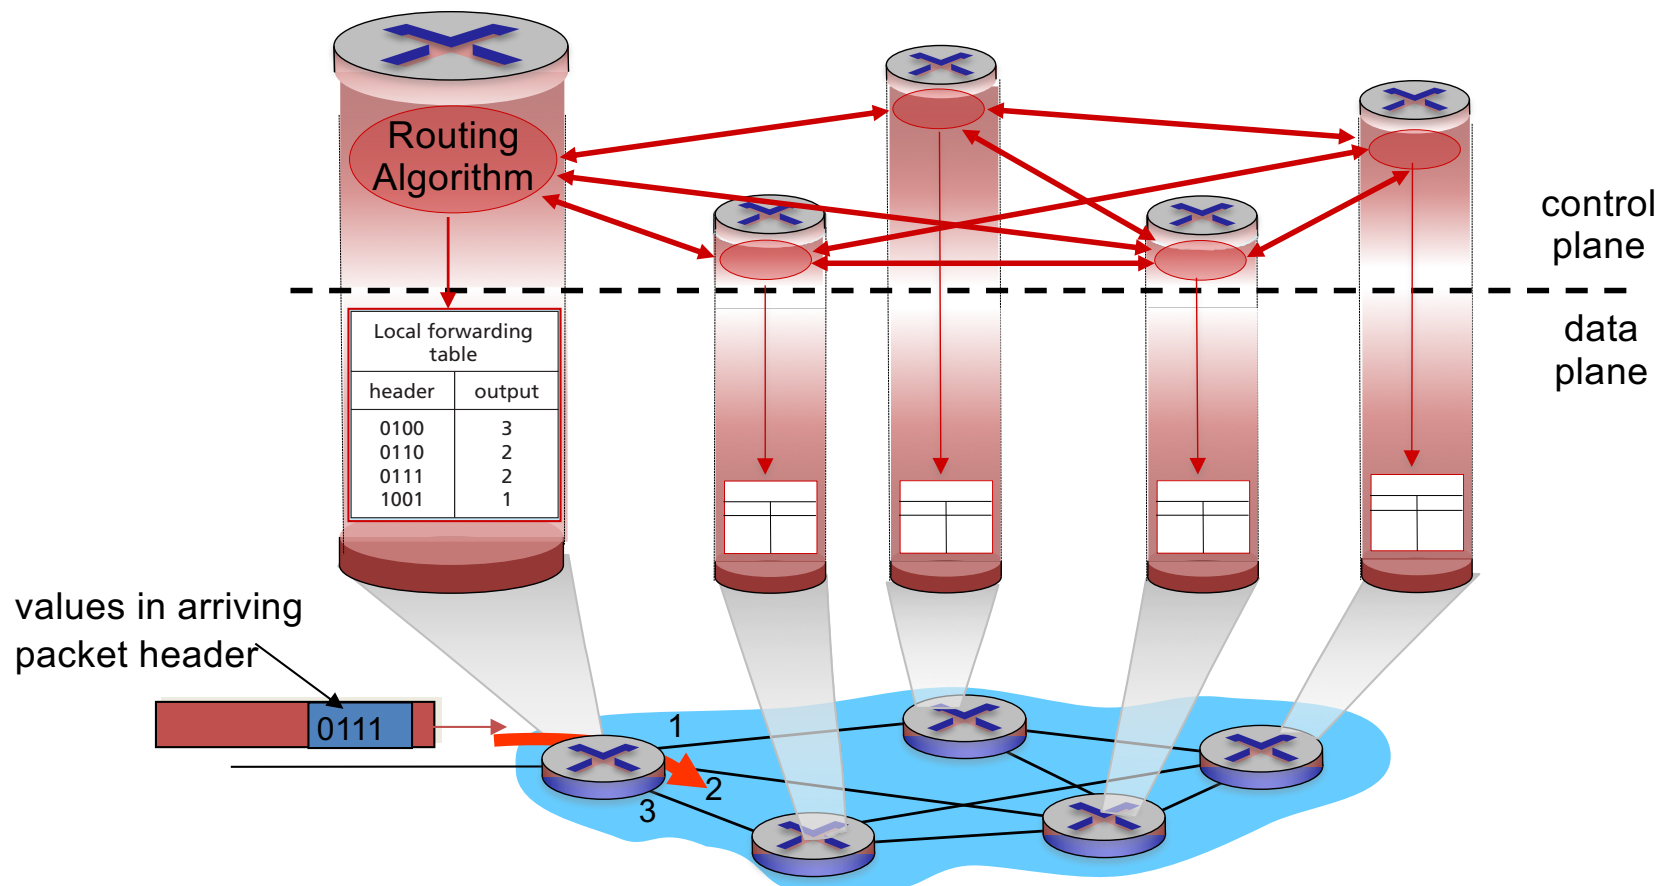 Routing
Algorithm
control
plane
data
plane
Local forwarding
table
header output
0100 3
0110 2
0111 2
1001 1
values in arriving
packet header
0111
1
2
3